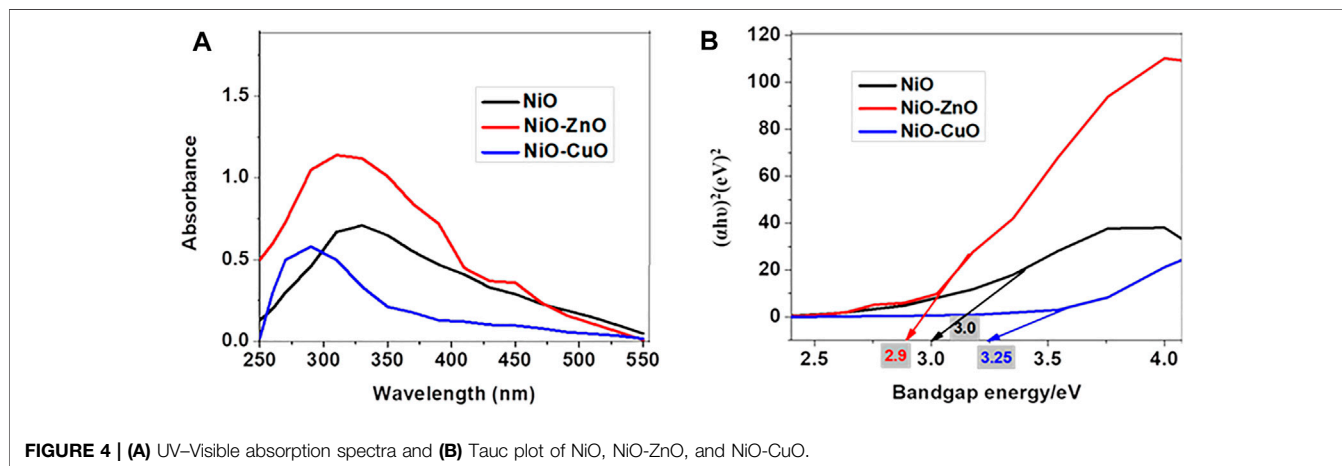 A
Absorbance
1.5
1.0
0.5
0.0
NiO
NiO-ZnO
NiO-CuO
250 300 350 400 450 500 550
Wavelength (nm)
B
(αhυ)²(eV)²
120
100
80
60
40
20
0
NiO
NiO-ZnO
NiO-CuO
3.0
2.9
3.25
2.5 3.0 3.5 4.0
Bandgap energy/eV
FIGURE 4 | (A) UV–Visible absorption spectra and (B) Tauc plot of NiO, NiO-ZnO, and NiO-CuO.